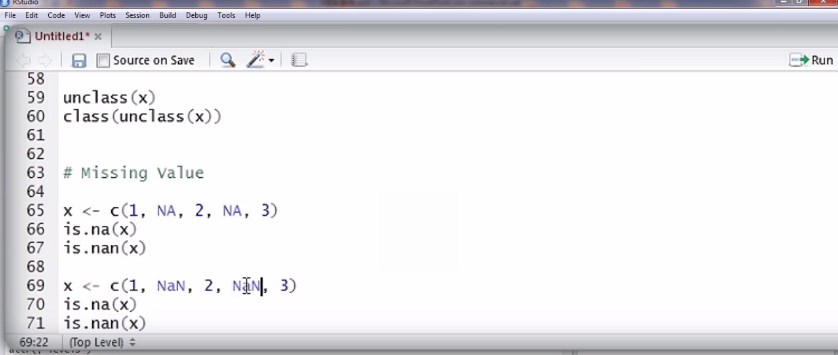 RStudio
File Edit Code View Plots Session Build Debug Tools Help
Untitled1* ×
Source on Save Run
58
59 unclass(x)
60 class(unclass(x))
61
62
63 # Missing Value
64
65 x <- c(1, NA, 2, NA, 3)
66 is.na(x)
67 is.nan(x)
68
69 x <- c(1, NaN, 2, NaN, 3)
70 is.na(x)
71 is.nan(x)
69:22 (Top Level)